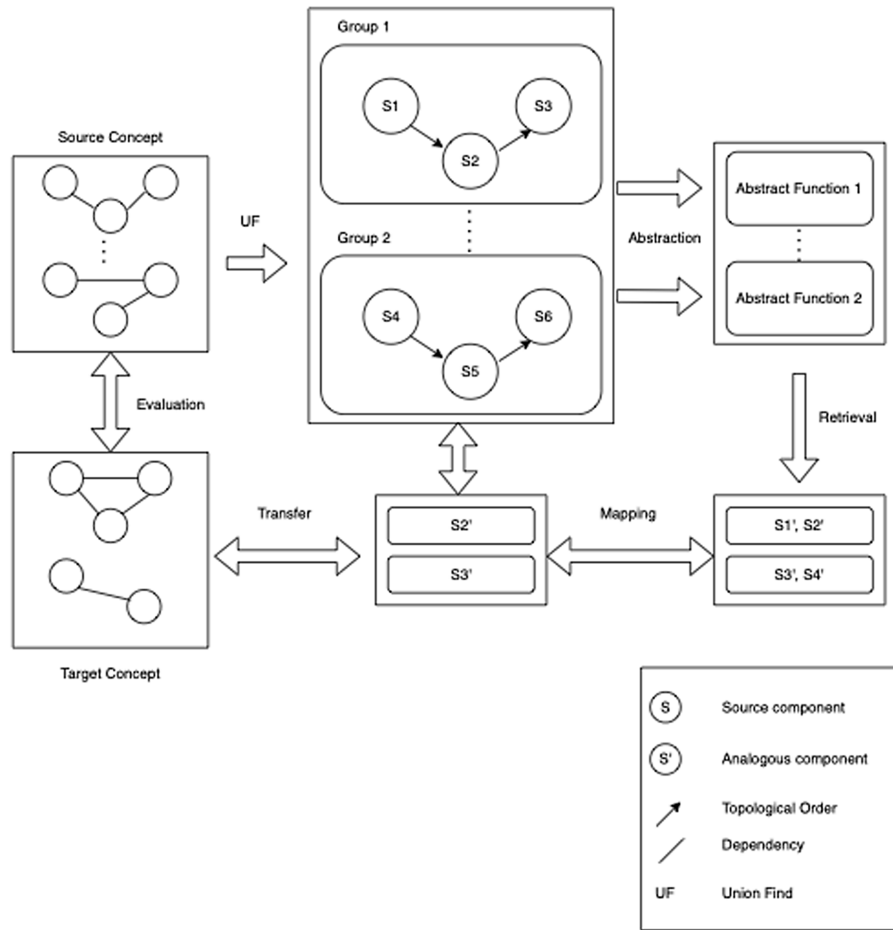 Group 1
S1
S3
S2
Source Concept
UF
Group 2
S4
S6
S5
Abstraction
Abstract Function 1
Abstract Function 2
Evaluation
Retrieval
Transfer
S2'
S3'
Mapping
S1', S2'
S3', S4'
Target Concept
S Source component
S' Analogous component
Topological Order
Dependency
UF Union Find